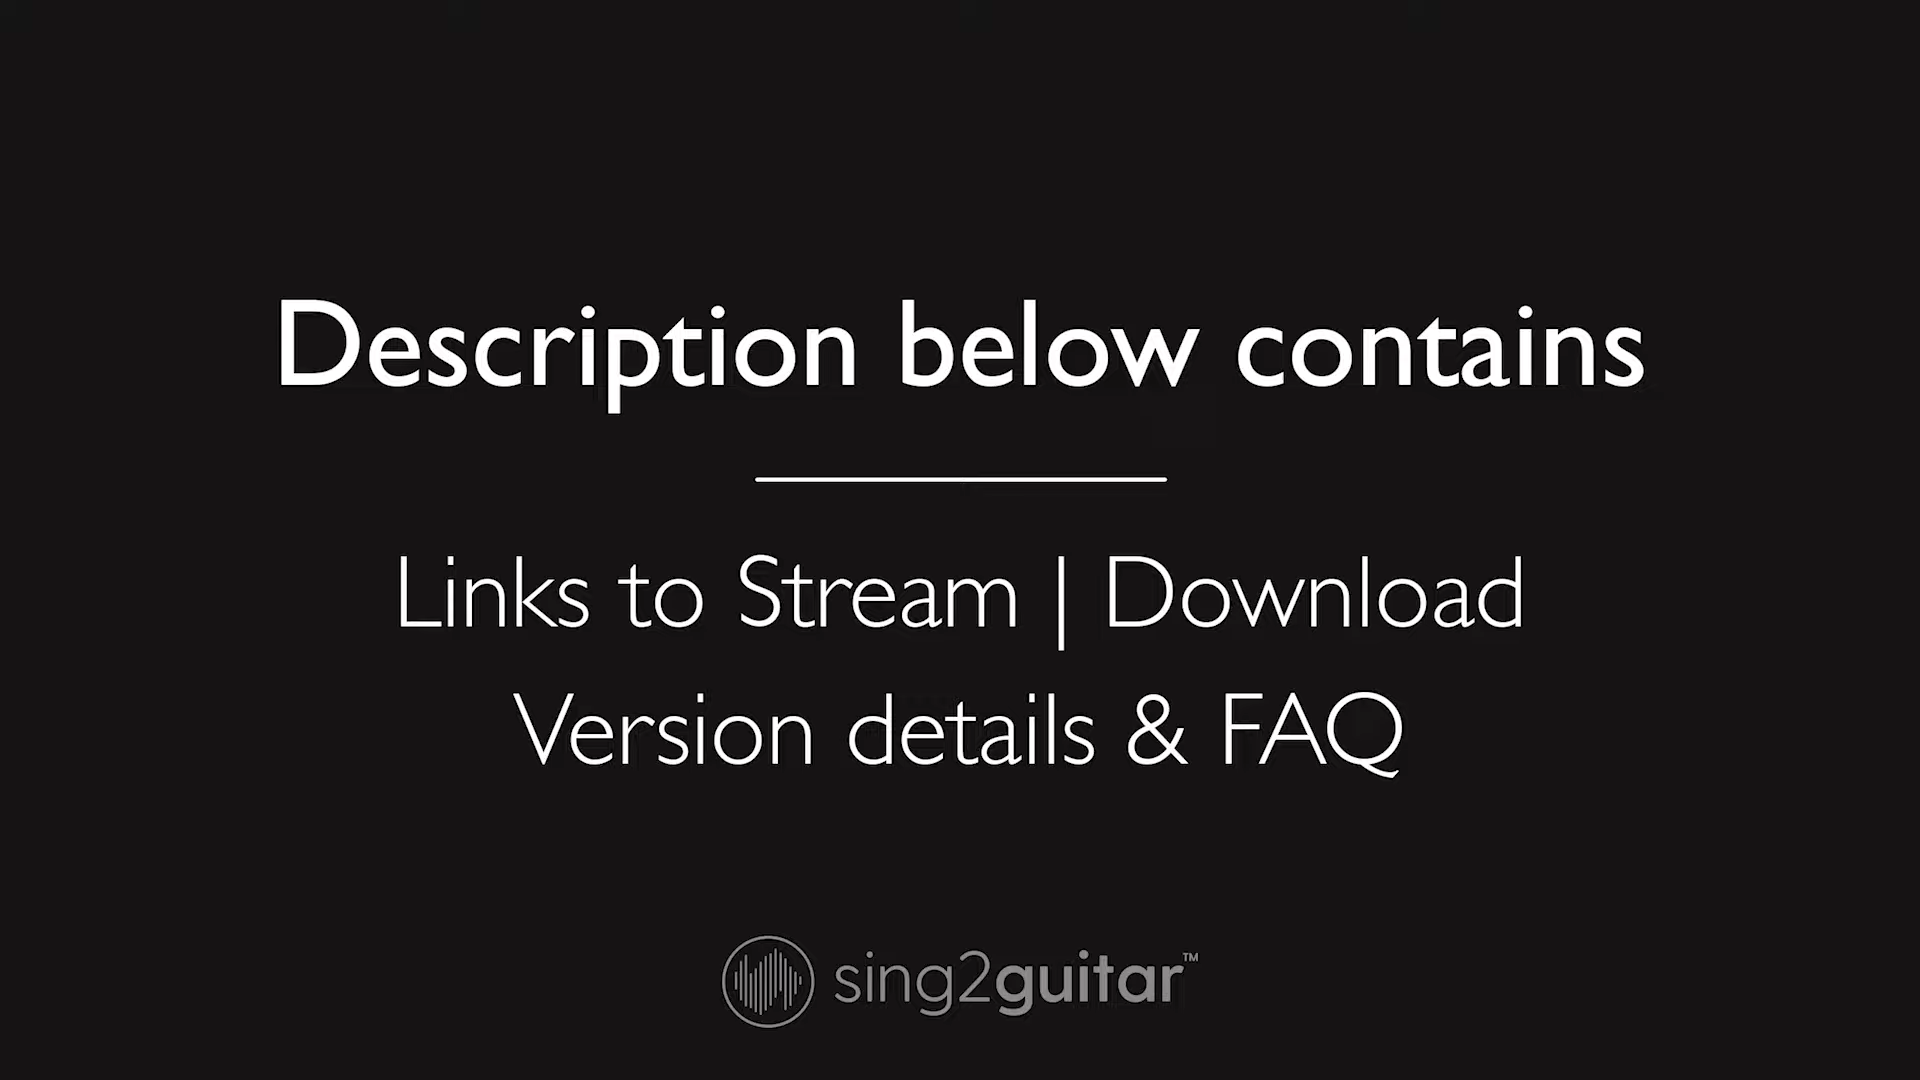 Description below contains
Links to Stream | Download
Version details & FAQ
sing2guitar™